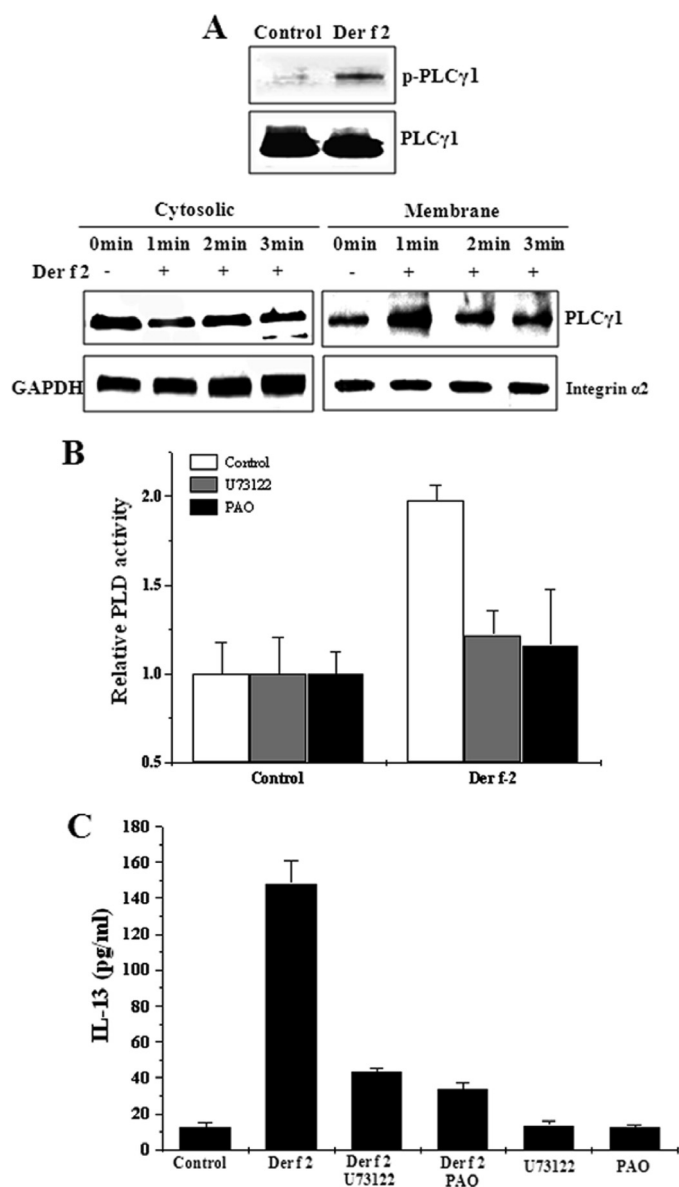 A
Control Der f 2
p-PLCγ1
PLCγ1
Cytosolic Membrane
0min 1min 2min 3min 0min 1min 2min 3min
Der f 2 - + + + - + + +
PLCγ1
GAPDH Integrin α2
B
Control
U73122
PAO
Relative PLD activity
2.0
1.5
1.0
0.5
Control Der f-2
C
IL-13 (pg/ml)
180
160
140
120
100
80
60
40
20
0
Control Der f 2 Der f 2 Der f 2 U73122 PAO
U73122 PAO